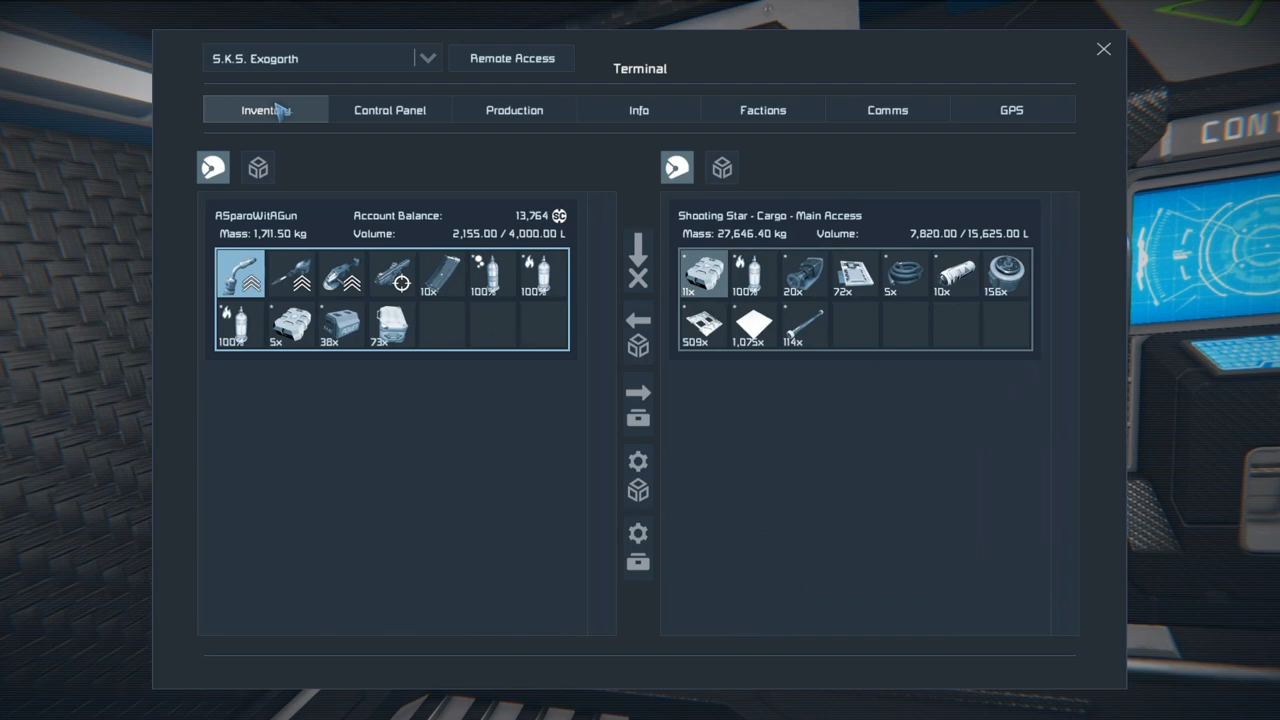 S.K.S. Exogorth
Remote Access
Terminal
Inventory
Control Panel
Production
Info
Factions
Comms
GPS
ASparoWitAGun
Account Balance:
13,764 SC
Mass: 1,711.50 kg
Volume:
2,155.00 / 4,000.00 L
10x
100%
100%
100%
5x
38x
73x
Shooting Star - Cargo - Main Access
Mass: 27,646.40 kg
Volume:
7,820.00 / 15,625.00 L
11x
100%
20x
72x
5x
10x
156x
509x
1,075x
114x
CONT